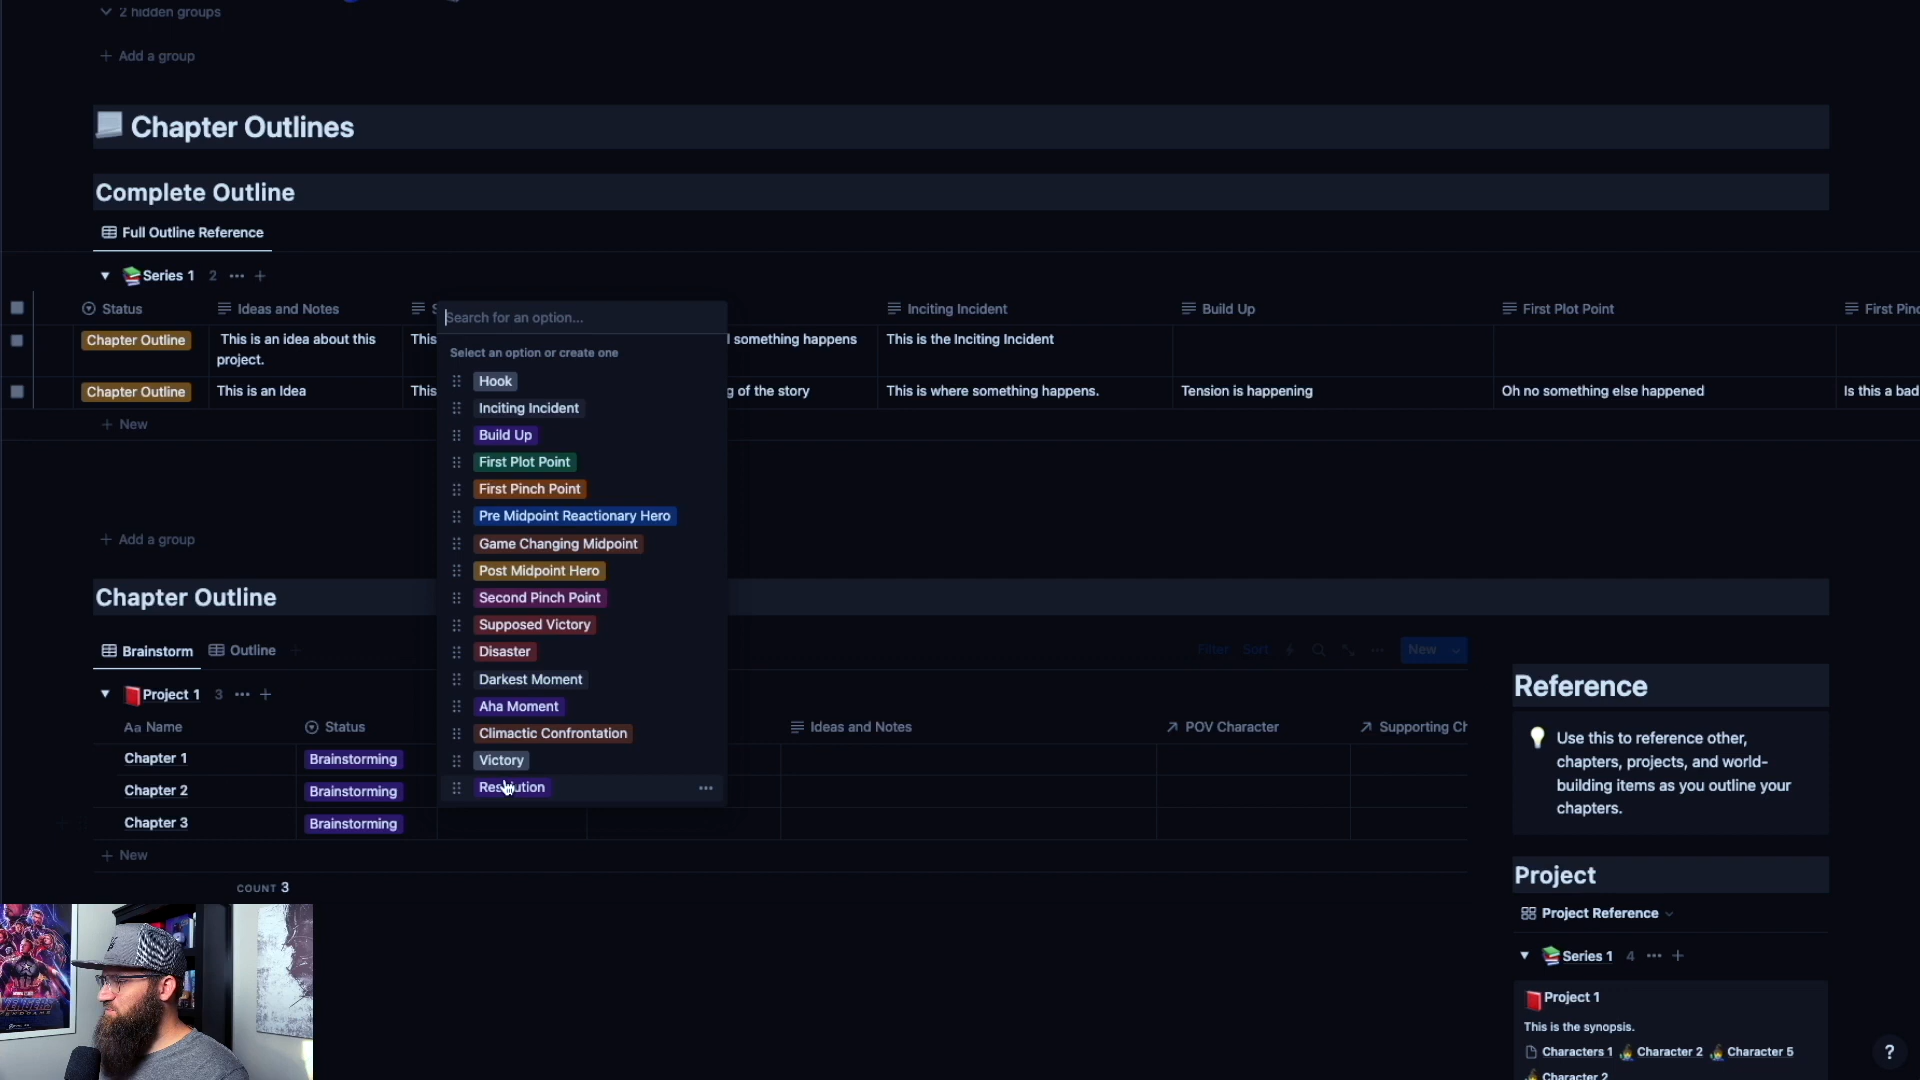 2 hidden groups
+ Add a group
Chapter Outlines
Complete Outline
Full Outline Reference
Series 1 2 ... +
Status Ideas and Notes S Inciting Incident Build Up First Plot Point First Pinc
Chapter Outline This is an idea about this project. This l something happens This is the Inciting Incident
Chapter Outline This is an Idea This g of the story This is where something happens. Tension is happening Oh no something else happened Is this a bad
+ New
Search for an option...
Select an option or create one
Hook
Inciting Incident
Build Up
First Plot Point
First Pinch Point
Pre Midpoint Reactionary Hero
Game Changing Midpoint
Post Midpoint Hero
Second Pinch Point
Supposed Victory
Disaster
Darkest Moment
Aha Moment
Climactic Confrontation
Victory
Resolution
+ Add a group
Chapter Outline
Brainstorm Outline +
Filter Sort New
Project 1 3 ... +
Aa Name Status Ideas and Notes POV Character Supporting Ch
Chapter 1 Brainstorming
Chapter 2 Brainstorming
Chapter 3 Brainstorming
+ New
COUNT 3
Reference
Use this to reference other,
chapters, projects, and world-
building items as you outline your
chapters.
Project
Project Reference
Series 1 4 ... +
Project 1
This is the synopsis.
Characters 1 Character 2 Character 5
Character 2
?
AVENGERS
ENDGAME